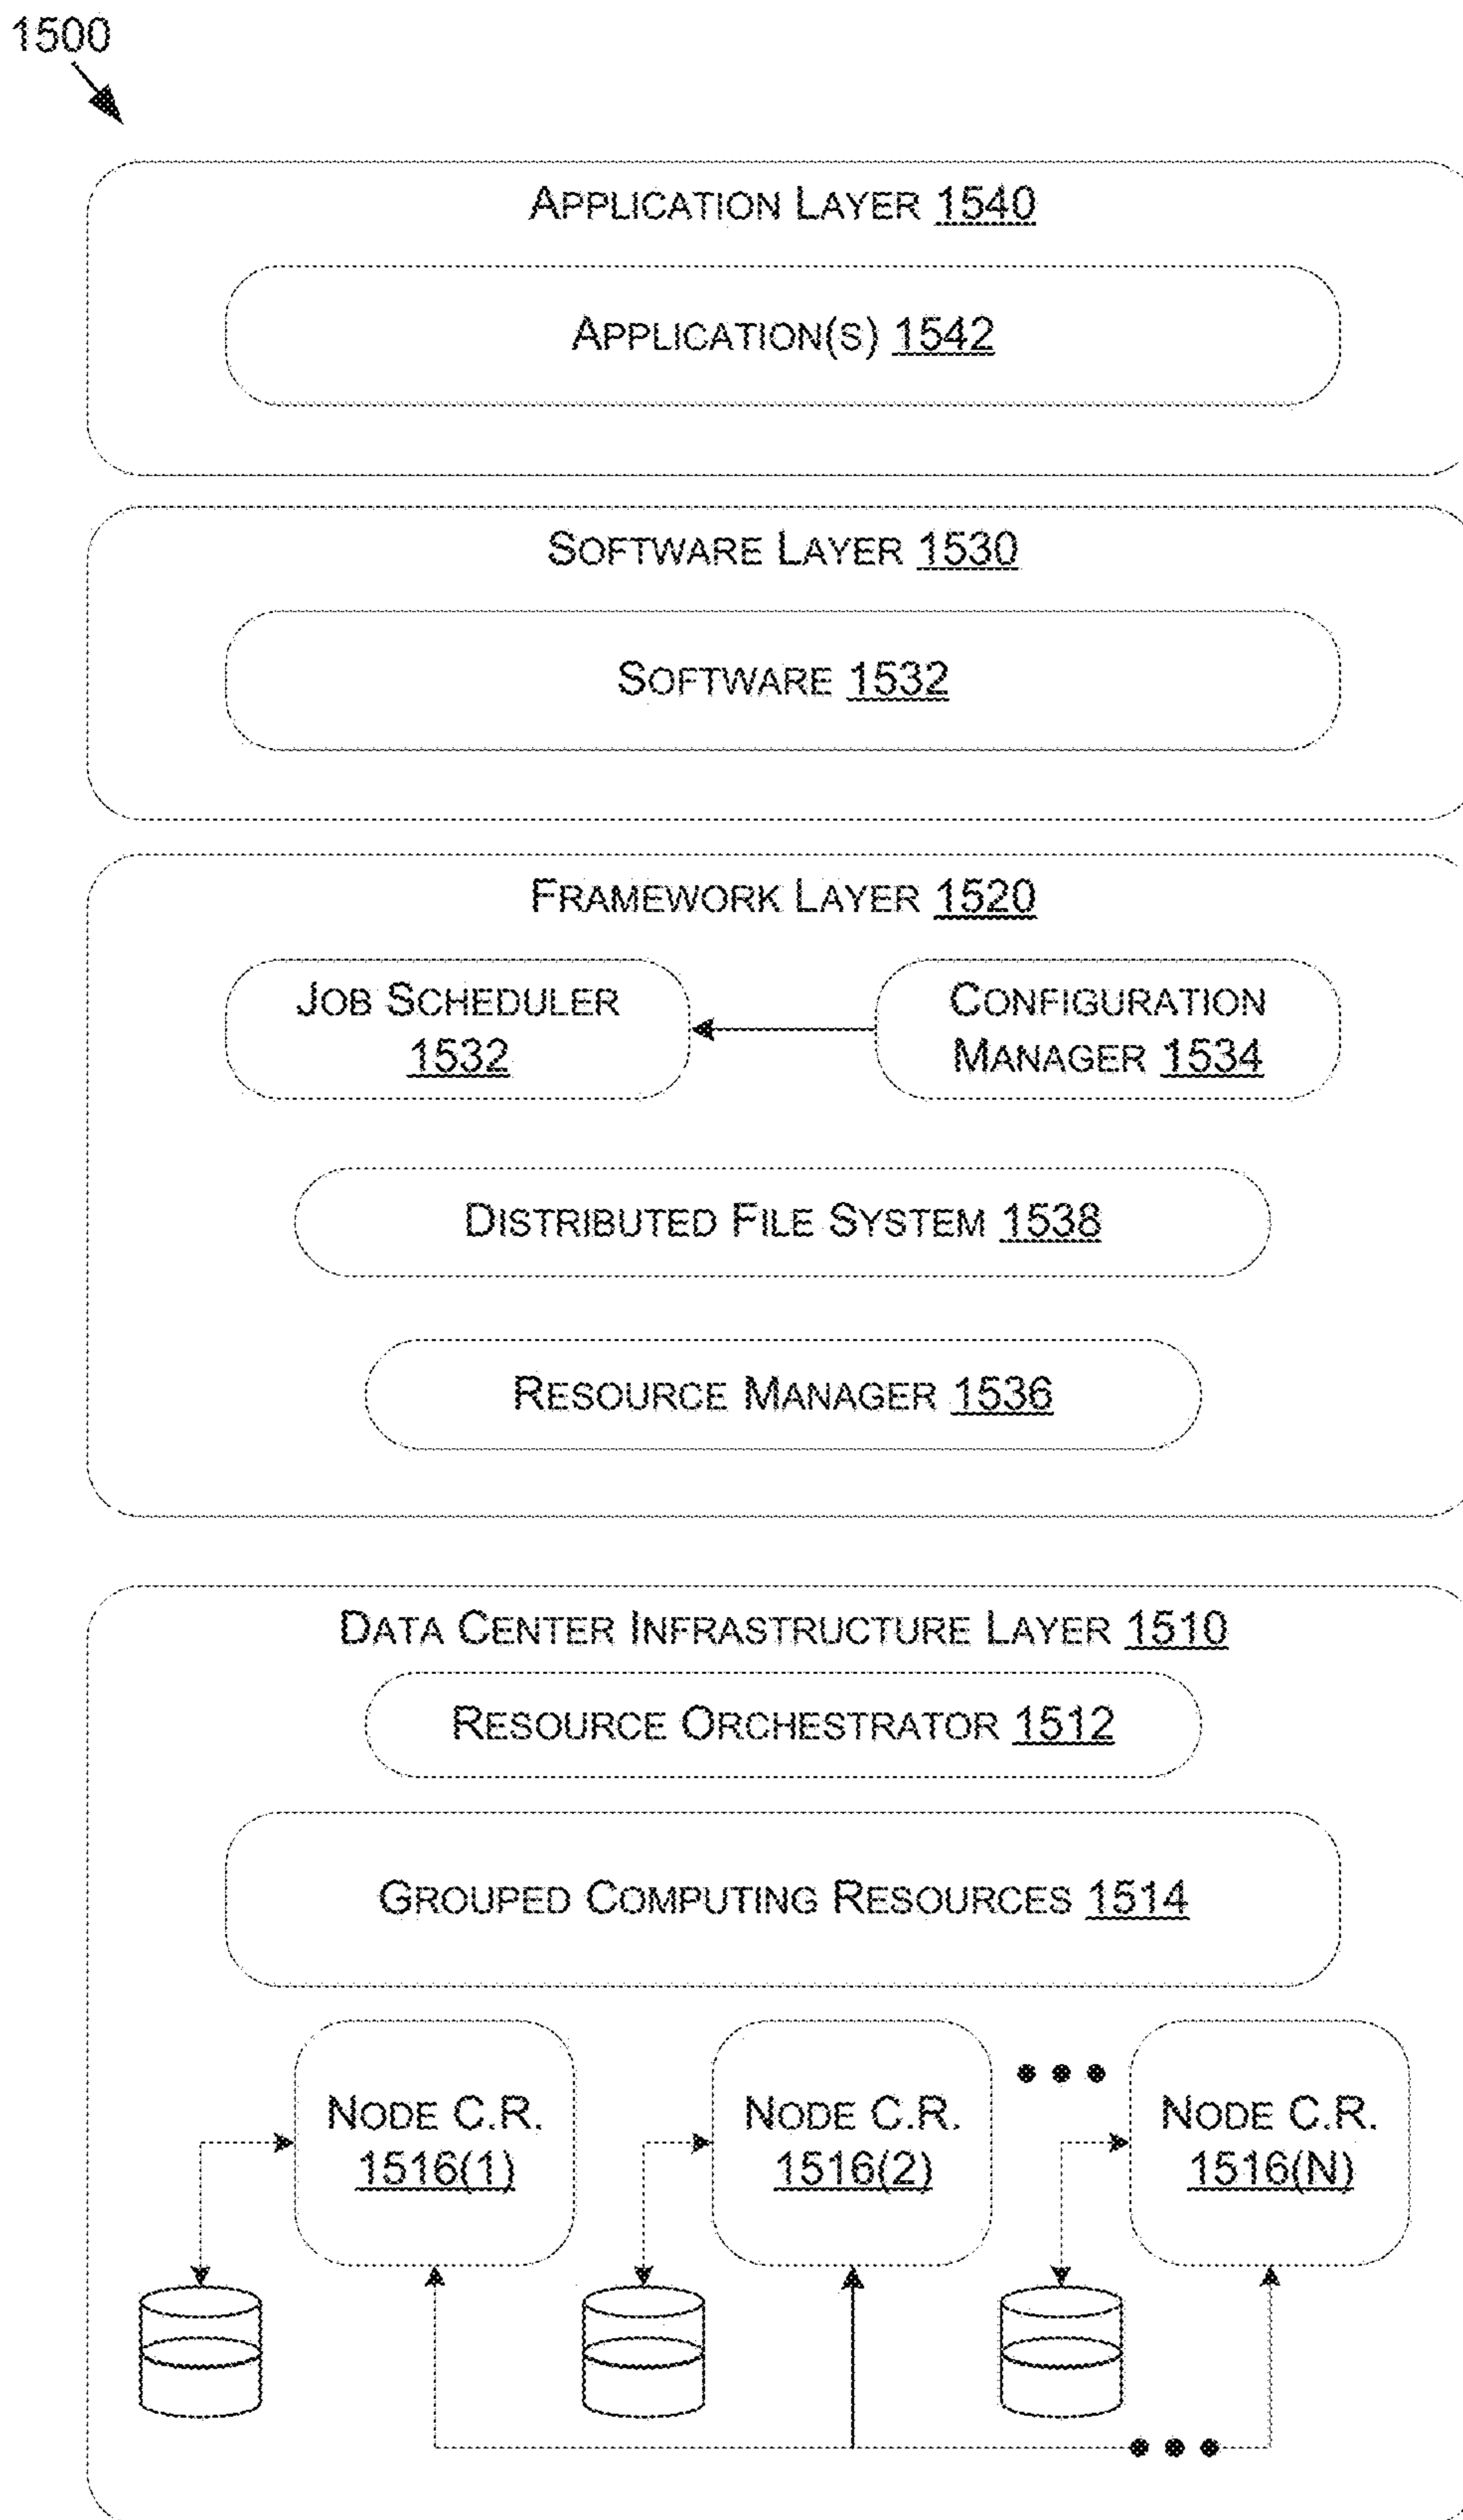 1500
APPLICATION LAYER 1540
APPLICATION(S) 1542
SOFTWARE LAYER 1530
SOFTWARE 1532
FRAMEWORK LAYER 1520
JOB SCHEDULER
1532
CONFIGURATION
MANAGER 1534
DISTRIBUTED FILE SYSTEM 1538
RESOURCE MANAGER 1536
DATA CENTER INFRASTRUCTURE LAYER 1510
RESOURCE ORCHESTRATOR 1512
GROUPED COMPUTING RESOURCES 1514
NODE C.R.
1516(1)
NODE C.R.
1516(2)
NODE C.R.
1516(N)